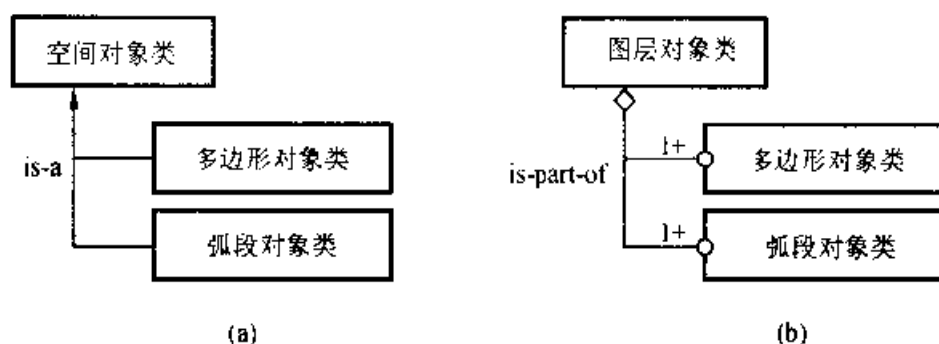 空间对象类
多边形对象类
is-a
弧段对象类
(a)
图层对象类
1+
多边形对象类
is-part-of
1+
弧段对象类
(b)